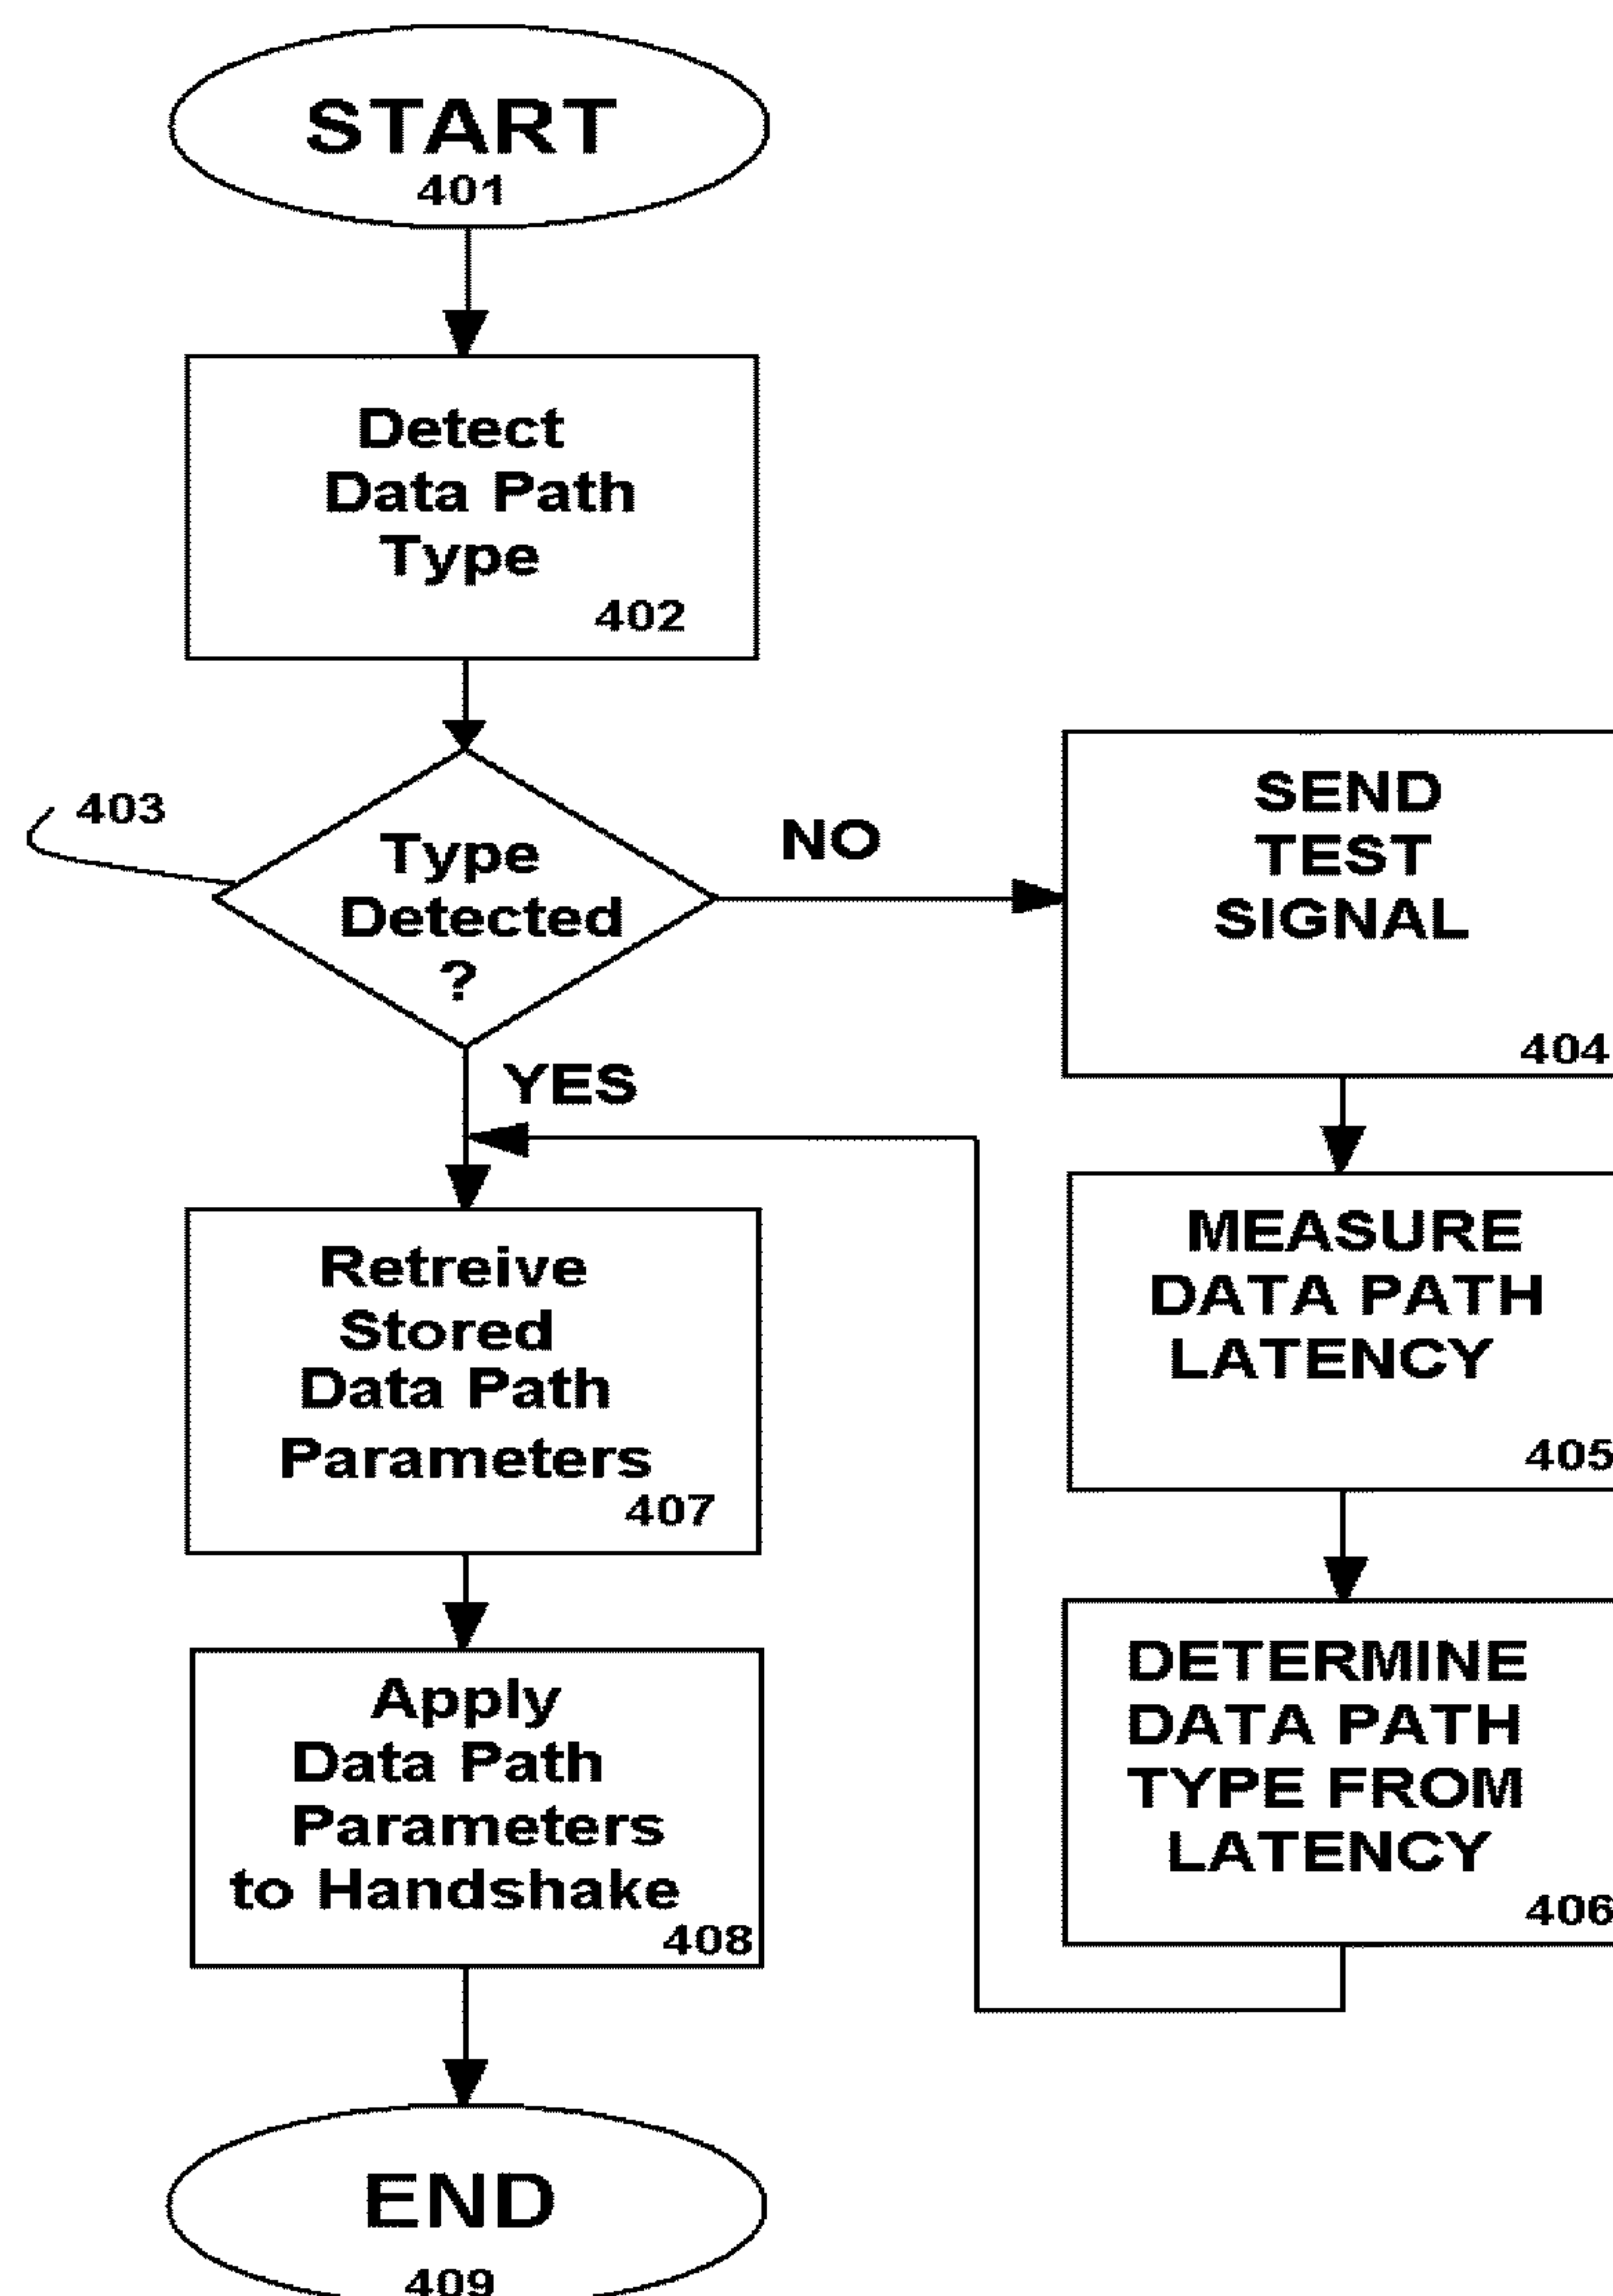 START
401
Detect
Data Path
Type
402
403
Type
Detected
?
NO
YES
SEND
TEST
SIGNAL
404
MEASURE
DATA PATH
LATENCY
405
DETERMINE
DATA PATH
TYPE FROM
LATENCY
406
Retreive
Stored
Data Path
Parameters
407
Apply
Data Path
Parameters
to Handshake
408
END
409